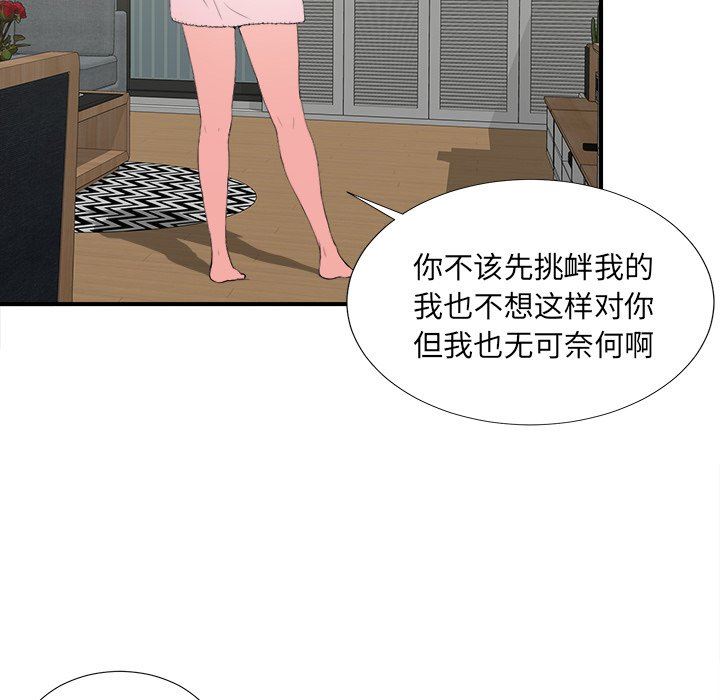 你不该先挑衅我的
我也不想这样对你
但我也无可奈何啊